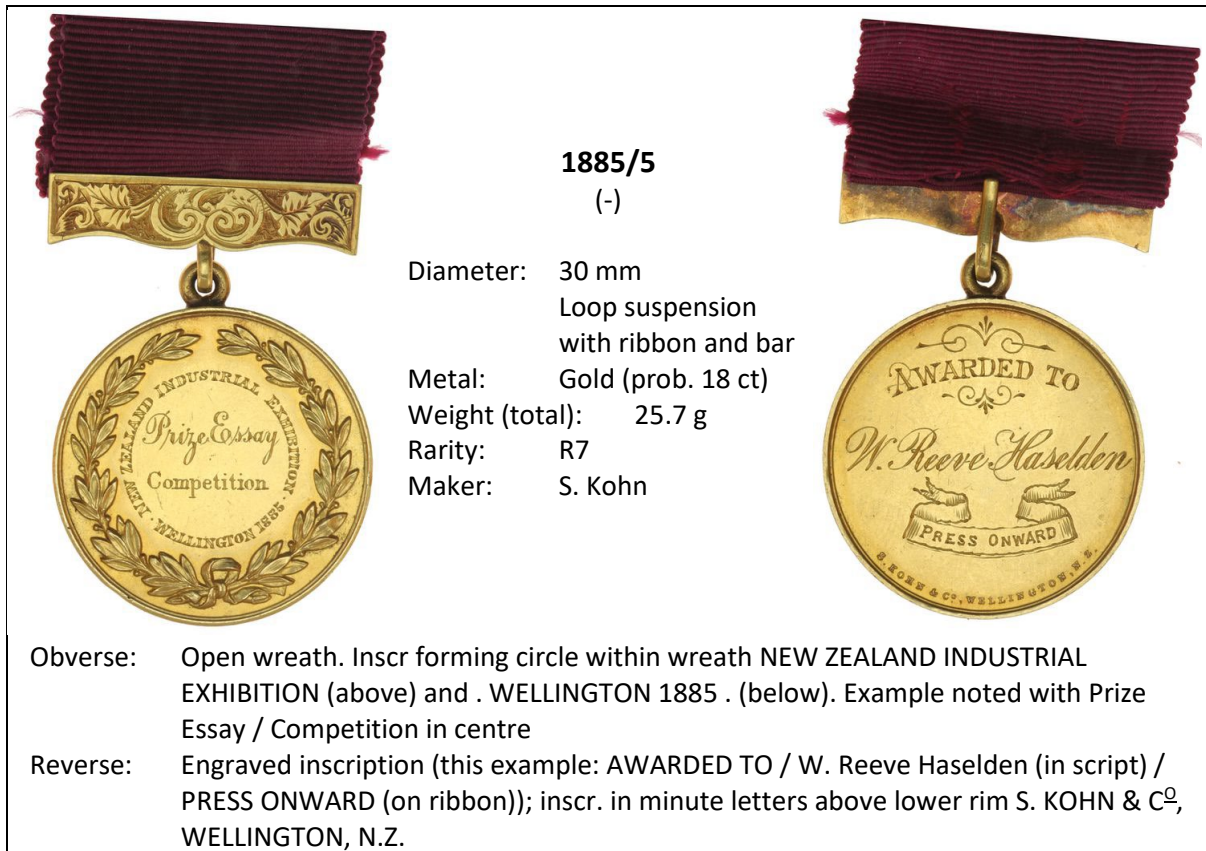 1885/5
(-)
Diameter: 30 mm
Loop suspension
with ribbon and bar
Metal: Gold (prob. 18 ct)
Weight (total): 25.7 g
Rarity: R7
Maker: S. Kohn
NEW ZEALAND INDUSTRIAL EXHIBITION
Prize Essay
Competition
· WELLINGTON 1885 ·
AWARDED TO
W. Reeve Haselden
PRESS ONWARD
S. KOHN & Cº, WELLINGTON, N.Z.
Obverse: Open wreath. Inscr forming circle within wreath NEW ZEALAND INDUSTRIAL
EXHIBITION (above) and . WELLINGTON 1885 . (below). Example noted with Prize
Essay / Competition in centre
Reverse: Engraved inscription (this example: AWARDED TO / W. Reeve Haselden (in script) /
PRESS ONWARD (on ribbon)); inscr. in minute letters above lower rim S. KOHN & Cº,
WELLINGTON, N.Z.